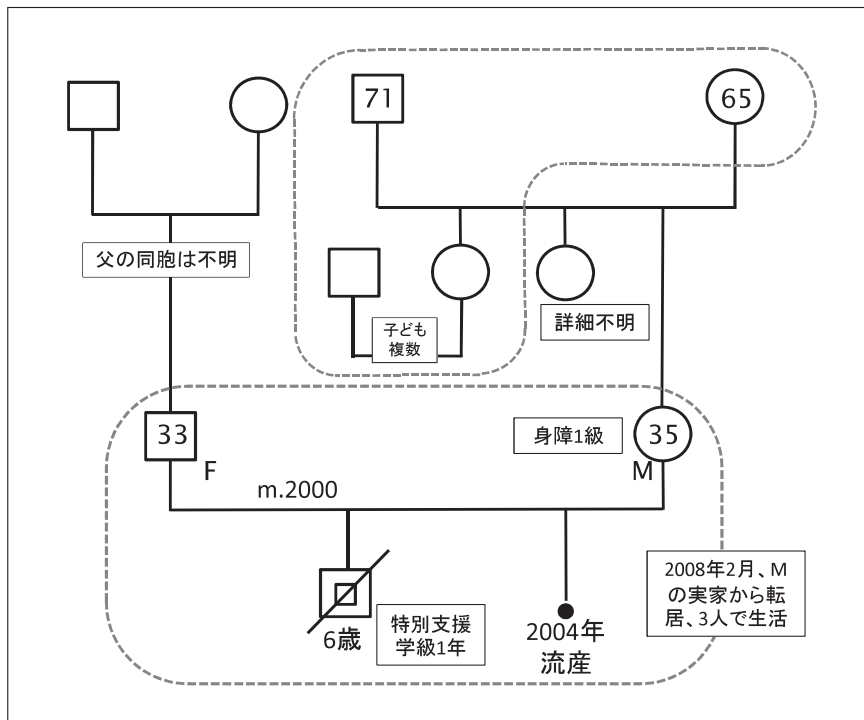 71
65
父の同胞は不明
子ども
複数
詳細不明
33
F
身障1級
35
M
m.2000
6歳
特別支援
学級1年
2004年
流産
2008年2月、M
の実家から転
居、3人で生活